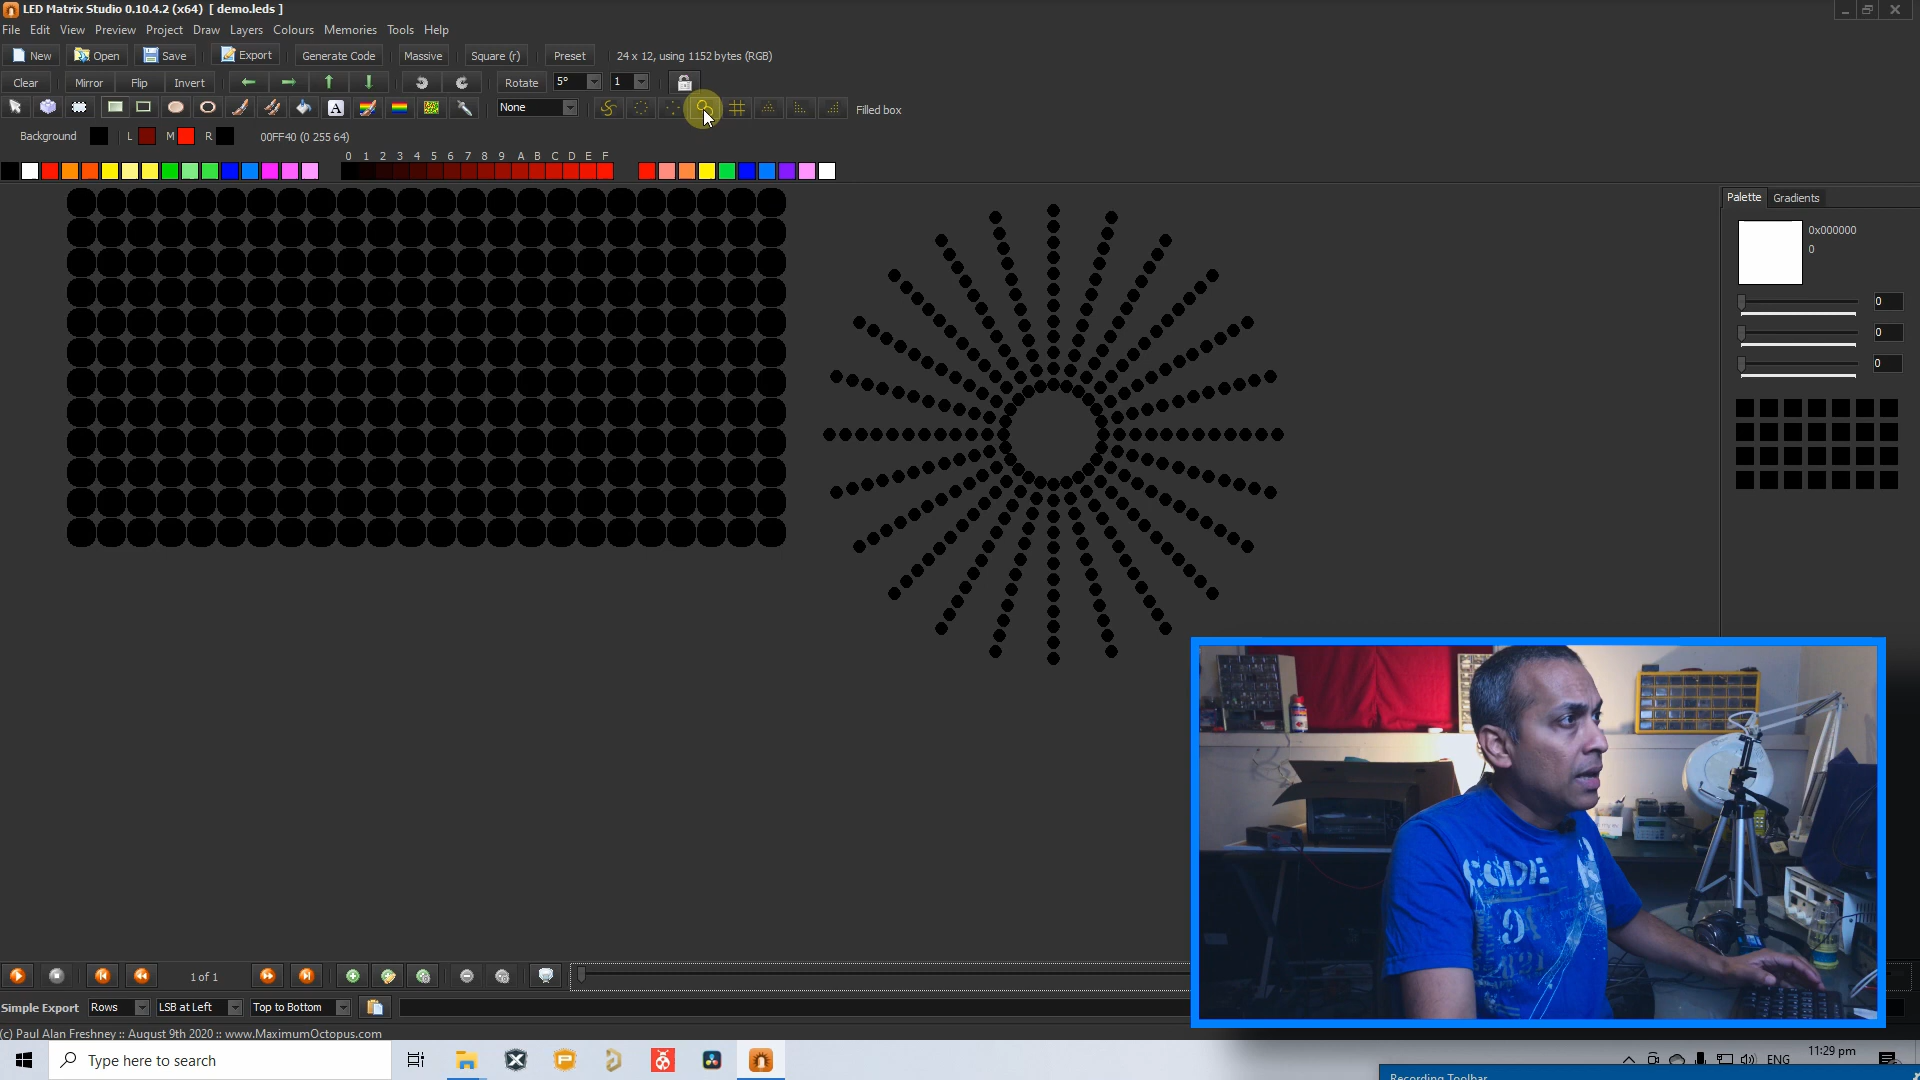 LED Matrix Studio 0.10.4.2 (x64) [ demo.leds ]
File Edit View Preview Project Draw Layers Colours Memories Tools Help
New Open Save Export Generate Code Massive Square (r) Preset 24 x 12, using 1152 bytes (RGB)
Clear Mirror Flip Invert Rotate 5° 1
A None Filled box
Background L M R 00FF40 (0 255 64)
0 1 2 3 4 5 6 7 8 9 A B C D E F
Palette Gradients
0x000000
0
0
0
0
CODE
9
1 of 1
Simple Export Rows LSB at Left Top to Bottom
(c) Paul Alan Freshney :: August 9th 2020 :: www.MaximumOctopus.com
Type here to search
ENG 11:29 pm
Recording Toolbar